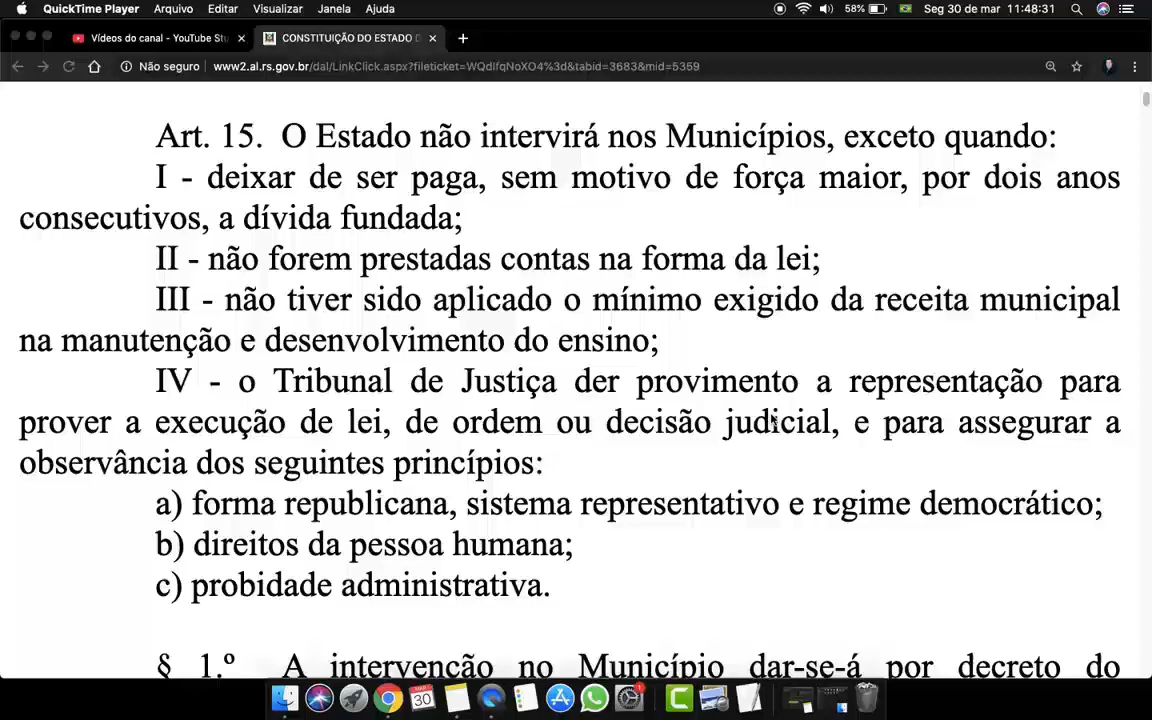 QuickTime Player Arquivo Editar Visualizar Janela Ajuda 58% Seg 30 de mar 11:48:31
Vídeos do canal - YouTube Stu CONSTITUIÇÃO DO ESTADO D
Não seguro www2.al.rs.gov.br/dal/LinkClick.aspx?fileticket=WQdIfqNoXO4%3d&tabid=3683&mid=5359
Art. 15. O Estado não intervirá nos Municípios, exceto quando:
I - deixar de ser paga, sem motivo de força maior, por dois anos
consecutivos, a dívida fundada;
II - não forem prestadas contas na forma da lei;
III - não tiver sido aplicado o mínimo exigido da receita municipal
na manutenção e desenvolvimento do ensino;
IV - o Tribunal de Justiça der provimento a representação para
prover a execução de lei, de ordem ou decisão judicial, e para assegurar a
observância dos seguintes princípios:
a) forma republicana, sistema representativo e regime democrático;
b) direitos da pessoa humana;
c) probidade administrativa.
§ 1.º A intervenção no Município dar-se-á por decreto do
30